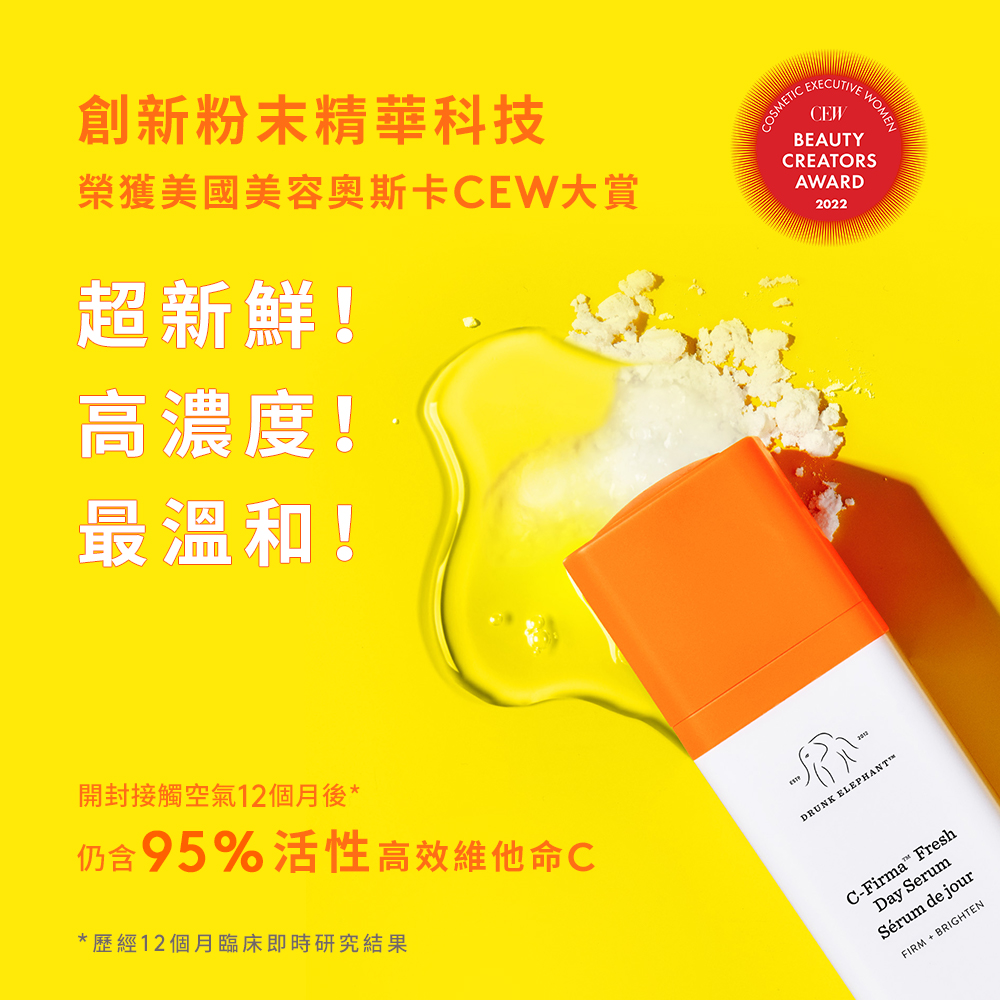 創新粉末精華科技
榮獲美國美容奧斯卡CEW大賞
COSMETIC EXECUTIVE WOMEN
CEW
BEAUTY
CREATORS
AWARD
2022
超新鮮！
高濃度！
最溫和！
開封接觸空氣12個月後*
仍含95%活性高效維他命C
*歷經12個月臨床即時研究結果
ESTD 2012
DRUNK ELEPHANT™
C-Firma™ Fresh
Day Serum
Sérum de jour
FIRM + BRIGHTEN